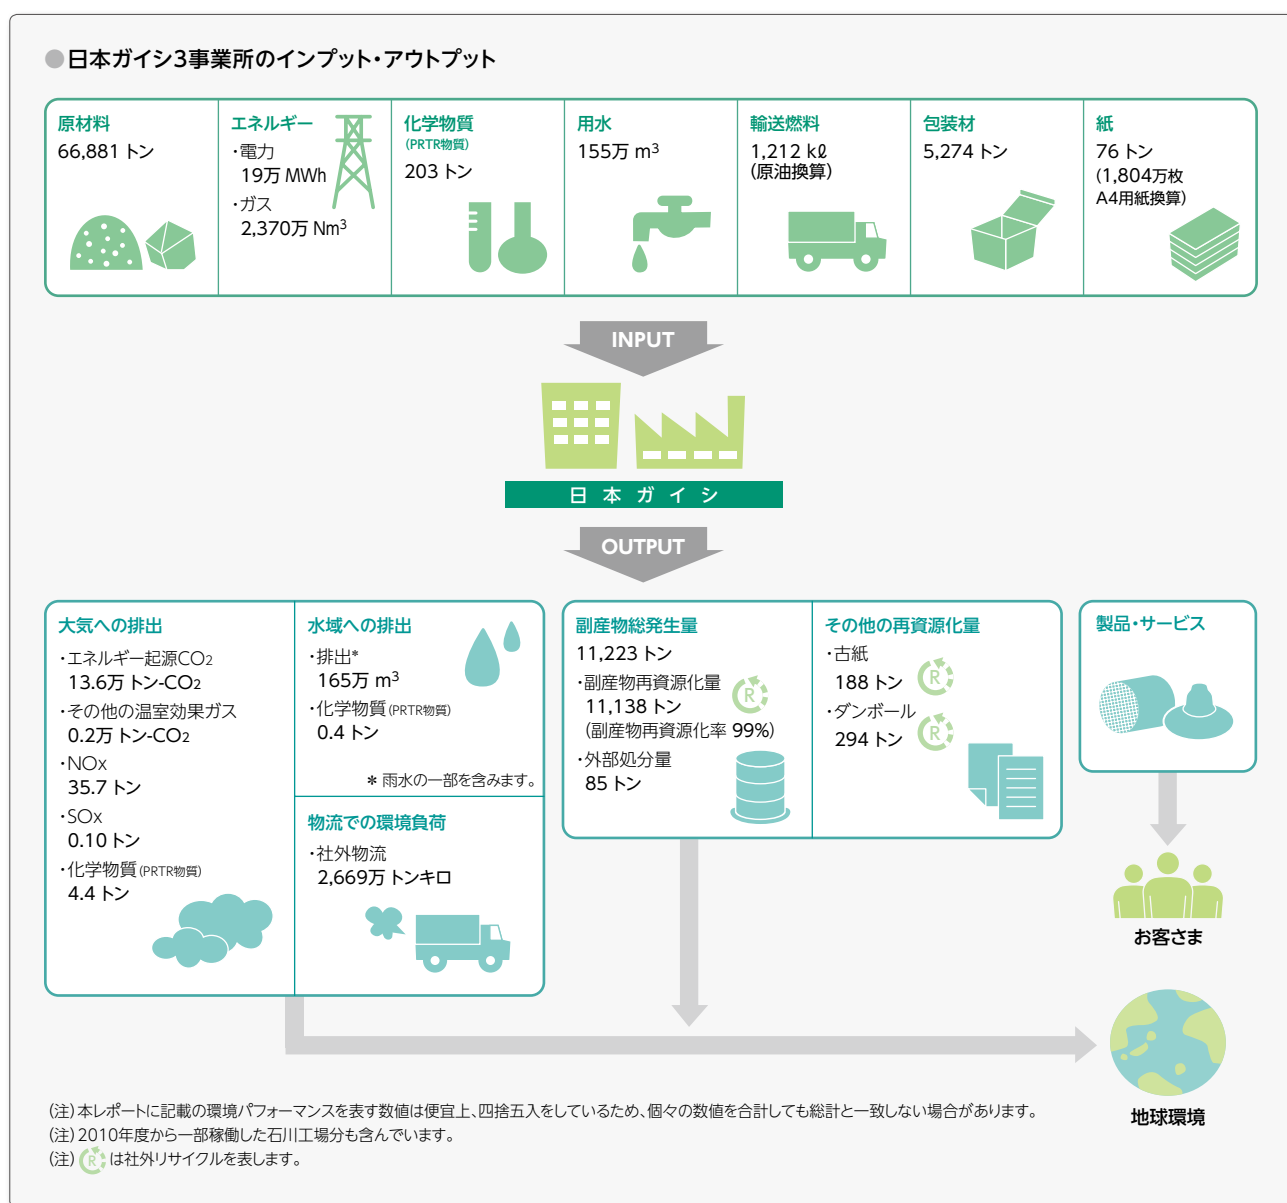 ●日本ガイシ3事業所のインプット・アウトプット
原材料
66,881 トン
エネルギー
・電力
19万 MWh
・ガス
2,370万 Nm³
化学物質
(PRTR物質)
203 トン
用水
155万 m³
輸送燃料
1,212 kℓ
(原油換算)
包装材
5,274 トン
紙
76 トン
(1,804万枚
A4用紙換算)
INPUT
日本ガイシ
OUTPUT
大気への排出
・エネルギー起源CO₂
13.6万 トン-CO₂
・その他の温室効果ガス
0.2万 トン-CO₂
・NOx
35.7 トン
・SOx
0.10 トン
・化学物質(PRTR物質)
4.4 トン
水域への排出
・排出*
165万 m³
・化学物質(PRTR物質)
0.4 トン
* 雨水の一部を含みます。
物流での環境負荷
・社外物流
2,669万 トンキロ
副産物総発生量
11,223 トン
・副産物再資源化量
11,138 トン
R
(副産物再資源化率 99%)
・外部処分量
85 トン
その他の再資源化量
・古紙
188 トン
R
・ダンボール
294 トン
R
製品・サービス
お客さま
地球環境
(注)本レポートに記載の環境パフォーマンスを表す数値は便宜上、四捨五入をしているため、個々の数値を合計しても総計と一致しない場合があります。
(注)2010年度から一部稼働した石川工場分も含んでいます。
(注) R は社外リサイクルを表します。